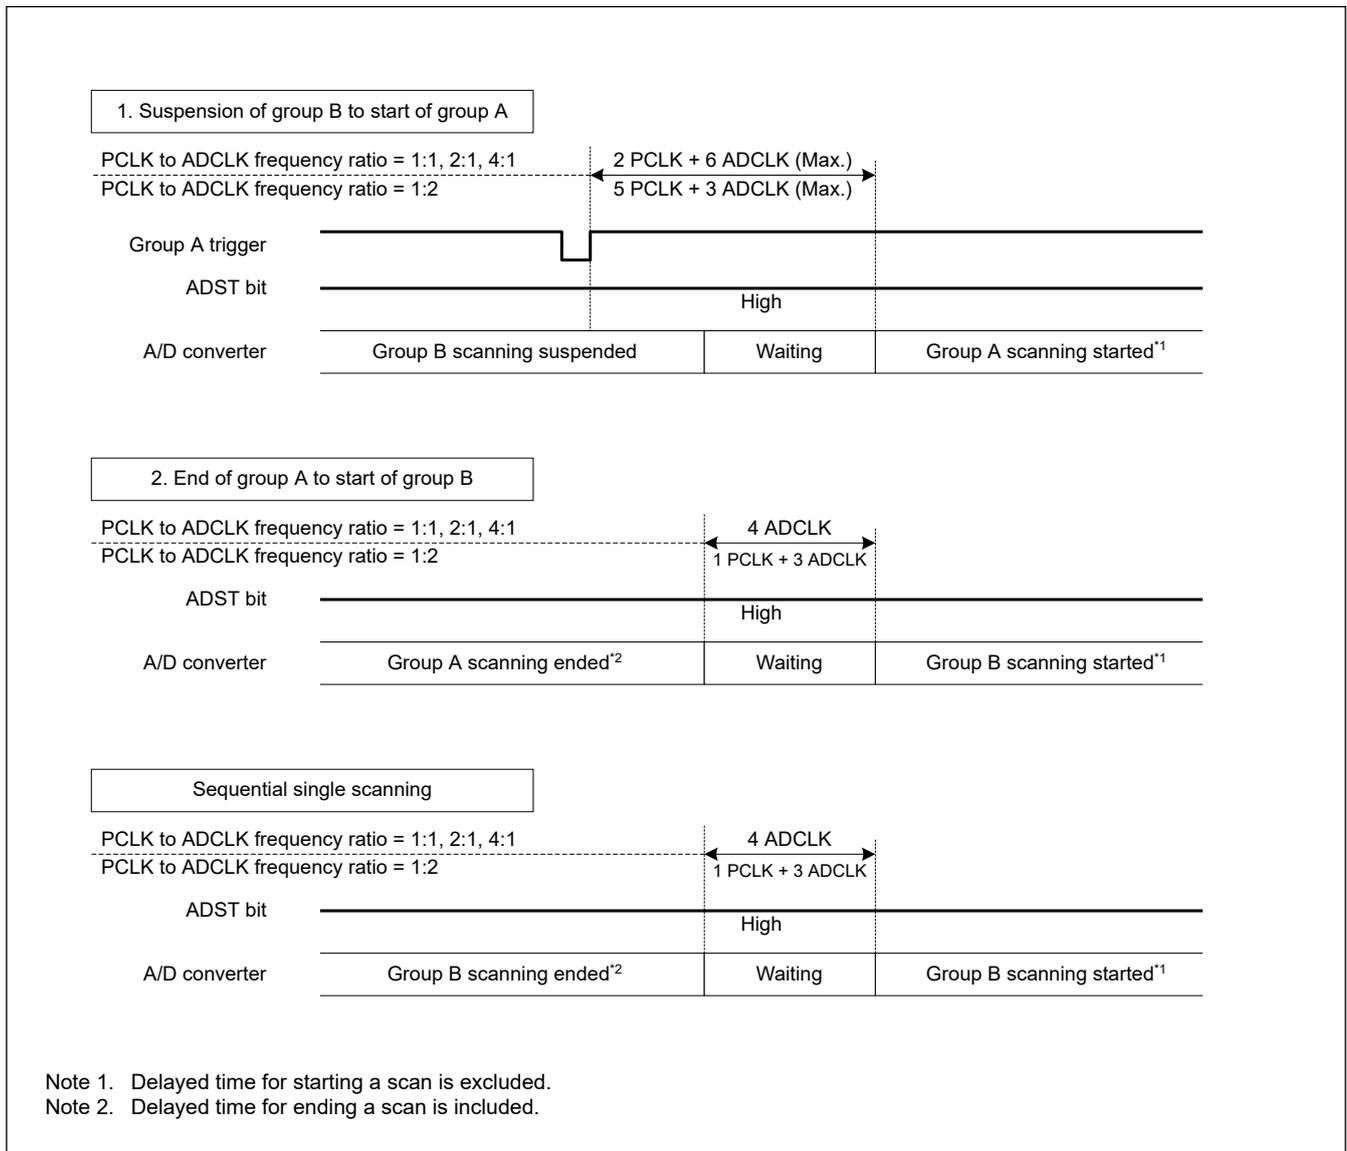 1. Suspension of group B to start of group A
PCLK to ADCLK frequency ratio = 1:1, 2:1, 4:1
2 PCLK + 6 ADCLK (Max.)
PCLK to ADCLK frequency ratio = 1:2
5 PCLK + 3 ADCLK (Max.)
Group A trigger
ADST bit
High
A/D converter
Group B scanning suspended
Waiting
Group A scanning started*1
2. End of group A to start of group B
PCLK to ADCLK frequency ratio = 1:1, 2:1, 4:1
4 ADCLK
PCLK to ADCLK frequency ratio = 1:2
1 PCLK + 3 ADCLK
ADST bit
High
A/D converter
Group A scanning ended*2
Waiting
Group B scanning started*1
Sequential single scanning
PCLK to ADCLK frequency ratio = 1:1, 2:1, 4:1
4 ADCLK
PCLK to ADCLK frequency ratio = 1:2
1 PCLK + 3 ADCLK
ADST bit
High
A/D converter
Group B scanning ended*2
Waiting
Group B scanning started*1
Note 1. Delayed time for starting a scan is excluded.
Note 2. Delayed time for ending a scan is included.